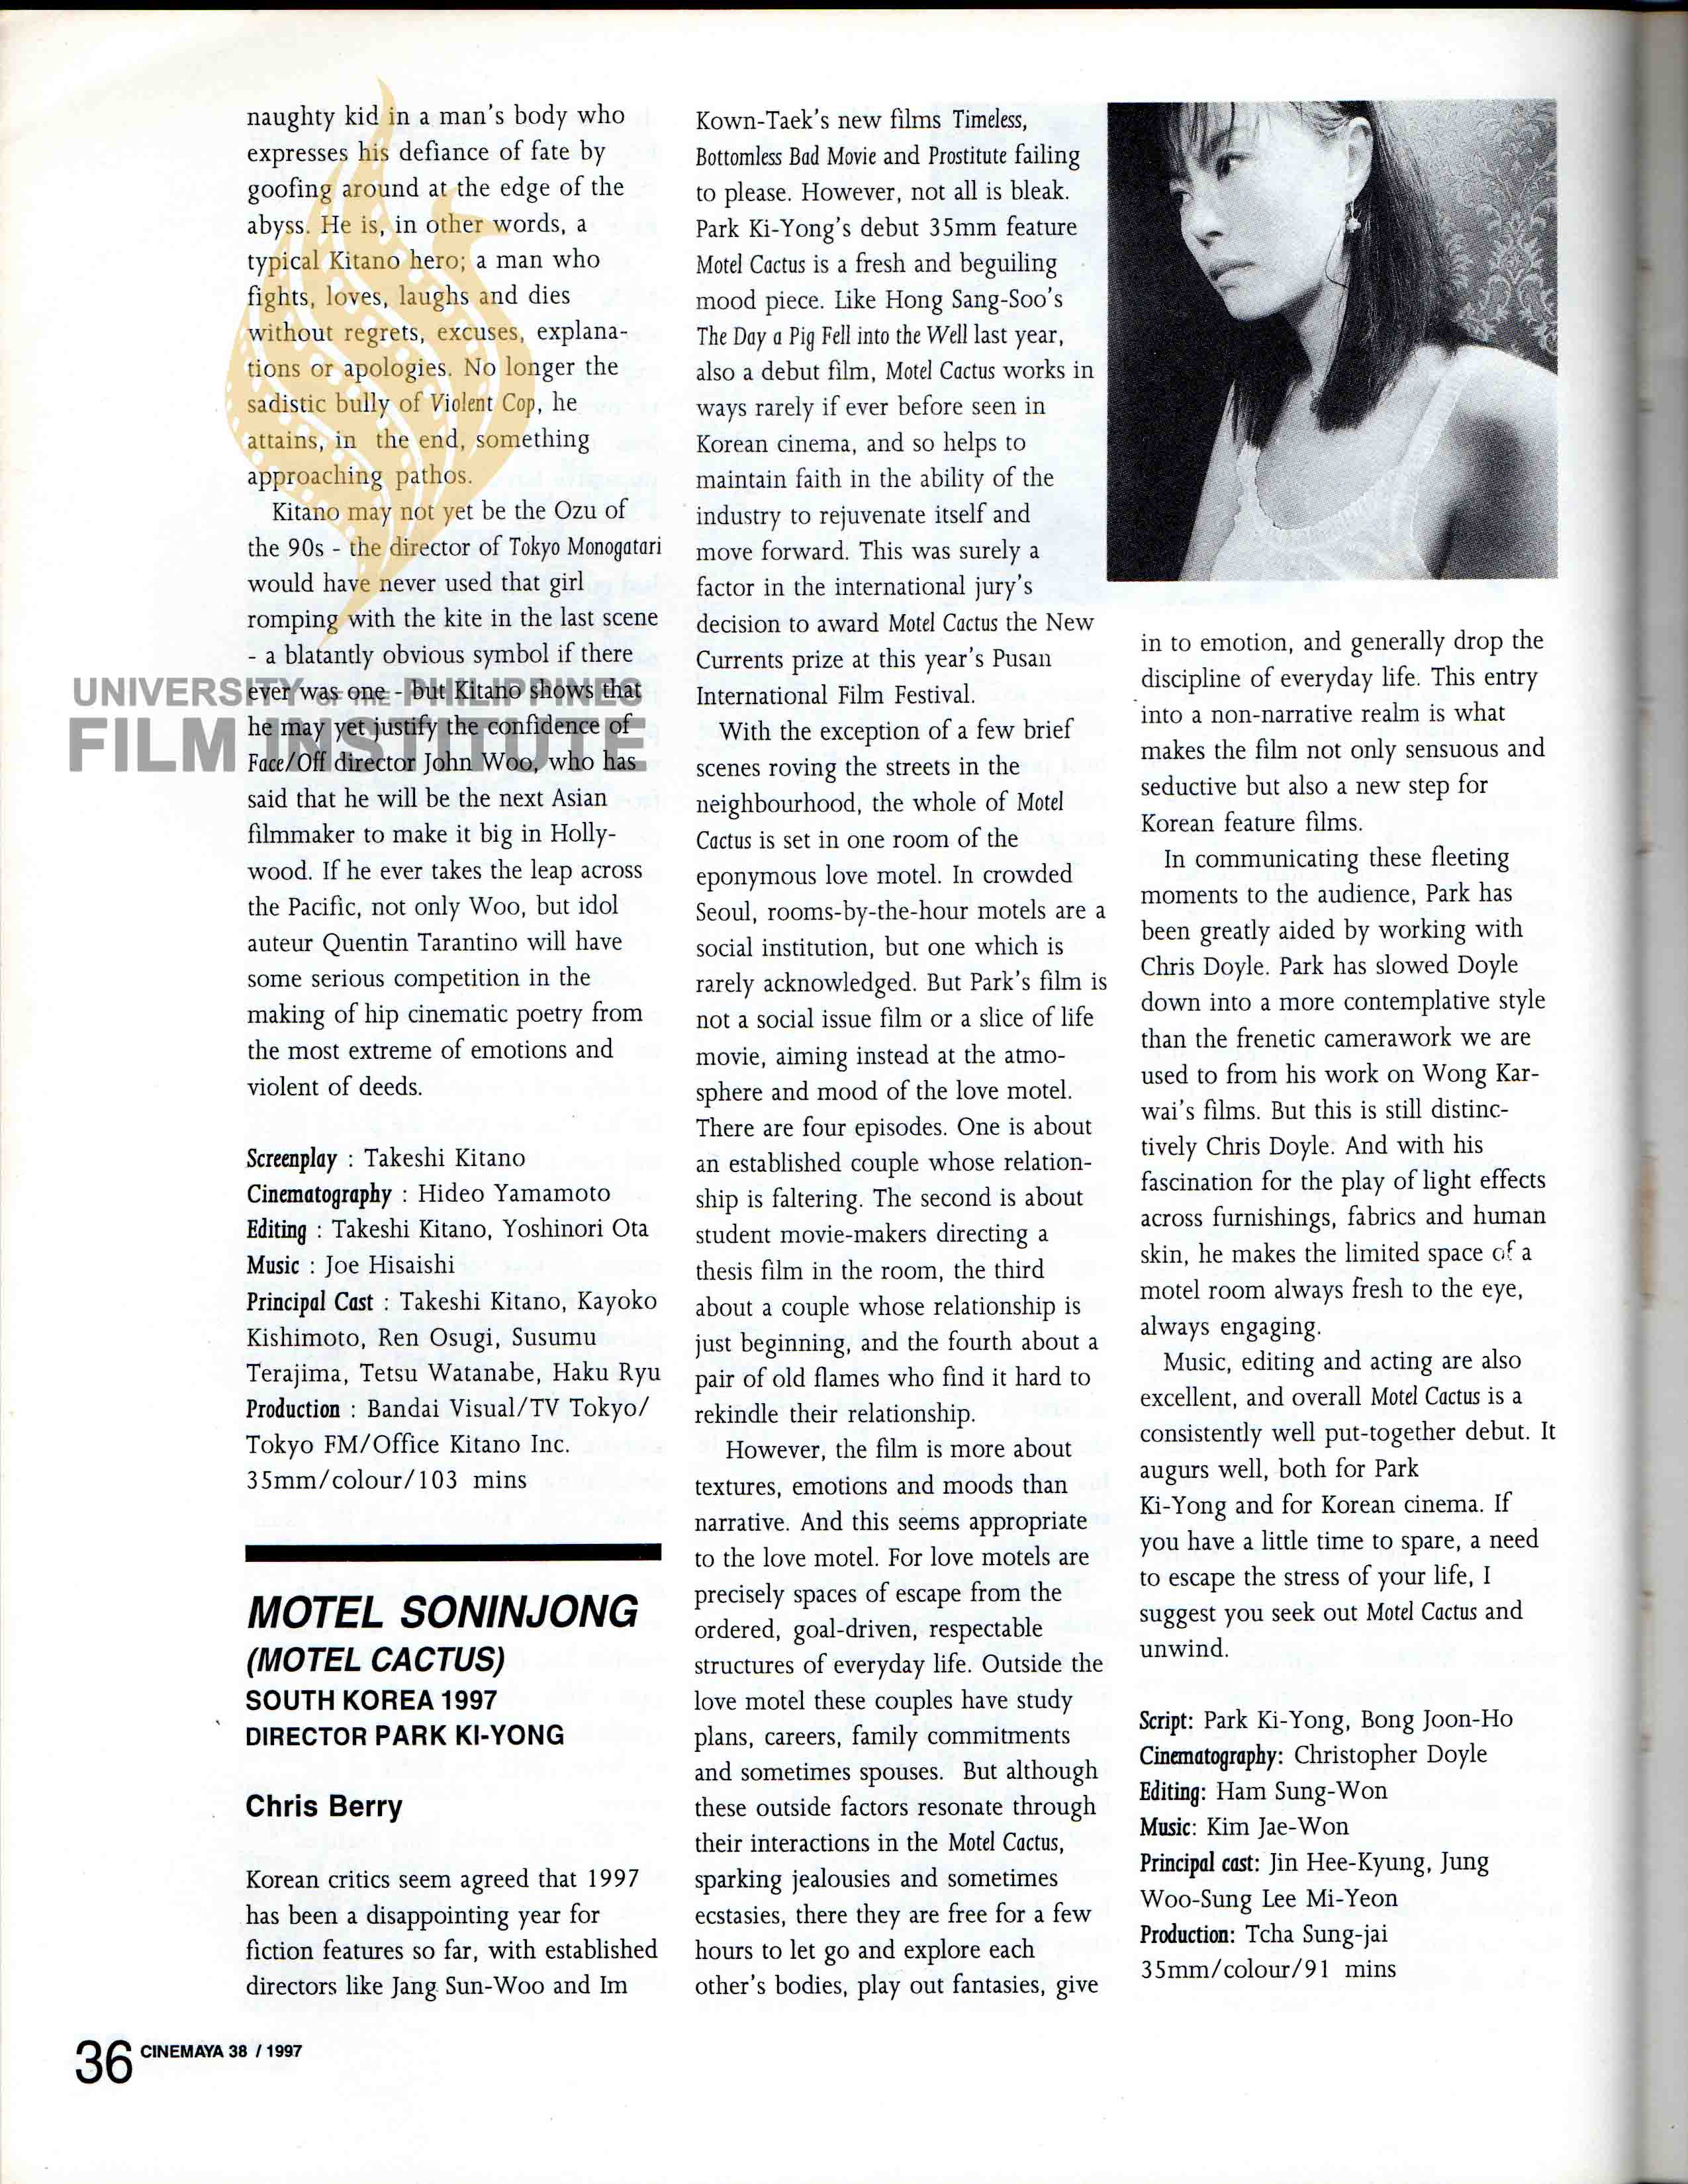 naughty kid in a man's body who
expresses his defiance of fate by
goofing around at the edge of the
abyss. He is, in other words, a
typical Kitano hero; a man who
fights, loves, laughs and dies
without regrets, excuses, explana-
tions or apologies. No longer the
sadistic bully of Violent Cop, he
attains, in the end, something
approaching pathos.
Kitano may not yet be the Ozu of
the 90s - the director of Tokyo Monogatari
would have never used that girl
romping with the kite in the last scene
- a blatantly obvious symbol if there
ever was one - but Kitano shows that
he may yet justify the confidence of
Face/Off director John Woo, who has
said that he will be the next Asian
filmmaker to make it big in Holly-
wood. If he ever takes the leap across
the Pacific, not only Woo, but idol
auteur Quentin Tarantino will have
some serious competition in the
making of hip cinematic poetry from
the most extreme of emotions and
violent of deeds.
Screenplay : Takeshi Kitano
Cinematography : Hideo Yamamoto
Editing : Takeshi Kitano, Yoshinori Ota
Music : Joe Hisaishi
Principal Cast : Takeshi Kitano, Kayoko
Kishimoto, Ren Osugi, Susumu
Terajima, Tetsu Watanabe, Haku Ryu
Production : Bandai Visual/TV Tokyo/
Tokyo FM/Office Kitano Inc.
35mm/colour/103 mins
MOTEL SONINJONG
(MOTEL CACTUS)
SOUTH KOREA 1997
DIRECTOR PARK KI-YONG
Chris Berry
Korean critics seem agreed that 1997
has been a disappointing year for
fiction features so far, with established
directors like Jang Sun-Woo and Im
Kown-Taek's new films Timeless,
Bottomless Bad Movie and Prostitute failing
to please. However, not all is bleak.
Park Ki-Yong's debut 35mm feature
Motel Cactus is a fresh and beguiling
mood piece. Like Hong Sang-Soo's
The Day a Pig Fell into the Well last year,
also a debut film, Motel Cactus works in
ways rarely if ever before seen in
Korean cinema, and so helps to
maintain faith in the ability of the
industry to rejuvenate itself and
move forward. This was surely a
factor in the international jury's
decision to award Motel Cactus the New
Currents prize at this year's Pusan
International Film Festival.
With the exception of a few brief
scenes roving the streets in the
neighbourhood, the whole of Motel
Cactus is set in one room of the
eponymous love motel. In crowded
Seoul, rooms-by-the-hour motels are a
social institution, but one which is
rarely acknowledged. But Park's film is
not a social issue film or a slice of life
movie, aiming instead at the atmo-
sphere and mood of the love motel.
There are four episodes. One is about
an established couple whose relation-
ship is faltering. The second is about
student movie-makers directing a
thesis film in the room, the third
about a couple whose relationship is
just beginning, and the fourth about a
pair of old flames who find it hard to
rekindle their relationship.
However, the film is more about
textures, emotions and moods than
narrative. And this seems appropriate
to the love motel. For love motels are
precisely spaces of escape from the
ordered, goal-driven, respectable
structures of everyday life. Outside the
love motel these couples have study
plans, careers, family commitments
and sometimes spouses. But although
these outside factors resonate through
their interactions in the Motel Cactus,
sparking jealousies and sometimes
ecstasies, there they are free for a few
hours to let go and explore each
other's bodies, play out fantasies, give
in to emotion, and generally drop the
discipline of everyday life. This entry
into a non-narrative realm is what
makes the film not only sensuous and
seductive but also a new step for
Korean feature films.
In communicating these fleeting
moments to the audience, Park has
been greatly aided by working with
Chris Doyle. Park has slowed Doyle
down into a more contemplative style
than the frenetic camerawork we are
used to from his work on Wong Kar-
wai's films. But this is still distinc-
tively Chris Doyle. And with his
fascination for the play of light effects
across furnishings, fabrics and human
skin, he makes the limited space of a
motel room always fresh to the eye,
always engaging.
Music, editing and acting are also
excellent, and overall Motel Cactus is a
consistently well put-together debut. It
augurs well, both for Park
Ki-Yong and for Korean cinema. If
you have a little time to spare, a need
to escape the stress of your life, I
suggest you seek out Motel Cactus and
unwind.
Script: Park Ki-Yong, Bong Joon-Ho
Cinematography: Christopher Doyle
Editing: Ham Sung-Won
Music: Kim Jae-Won
Principal cast: Jin Hee-Kyung, Jung
Woo-Sung Lee Mi-Yeon
Production: Tcha Sung-jai
35mm/colour/91 mins
36 CINEMAYA 38 / 1997
UNIVERSITY OF THE PHILIPPINES
FILM INSTITUTE